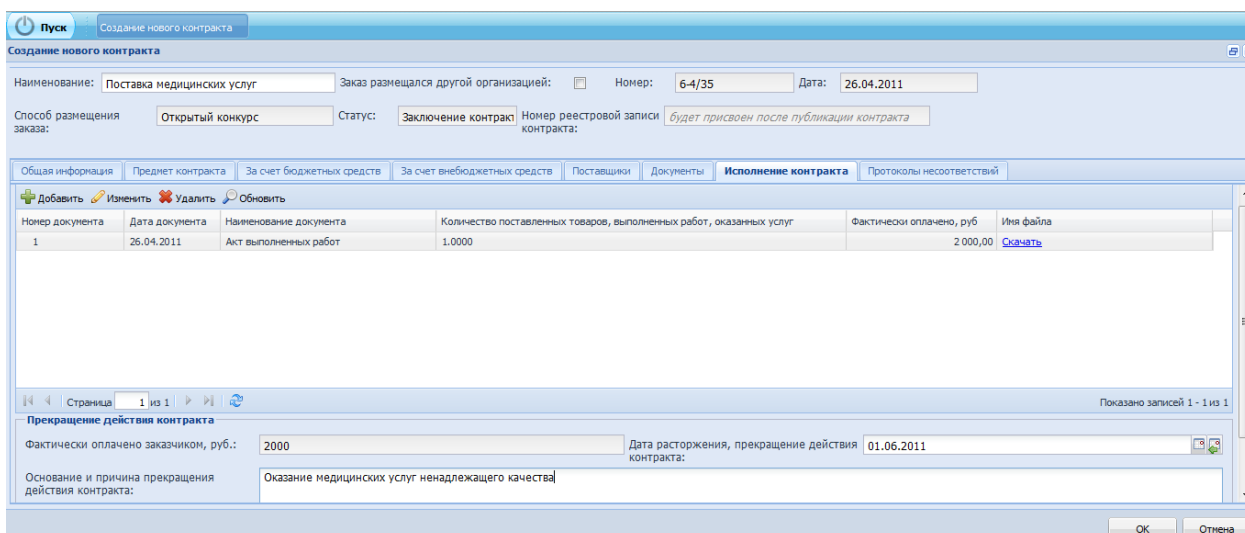 Пуск Создание нового контракта
Создание нового контракта
Наименование: Поставка медицинских услуг Заказ размещался другой организацией: Номер: 6-4/35 Дата: 26.04.2011
Способ размещения заказа: Открытый конкурс Статус: Заключение контракт Номер реестровой записи контракта: будет присвоен после публикации контракта
Общая информация Предмет контракта За счет бюджетных средств За счет внебюджетных средств Поставщики Документы Исполнение контракта Протоколы несоответствий
Добавить Изменить Удалить Обновить
Номер документа Дата документа Наименование документа Количество поставленных товаров, выполненных работ, оказанных услуг Фактически оплачено, руб Имя файла
1 26.04.2011 Акт выполненных работ 1.0000 2 000,00 Скачать
Страница 1 из 1 Показано записей 1 - 1 из 1
Прекращение действия контракта
Фактически оплачено заказчиком, руб.: 2000 Дата расторжения, прекращение действия контракта: 01.06.2011
Основание и причина прекращения действия контракта: Оказание медицинских услуг ненадлежащего качества
ОК Отмена